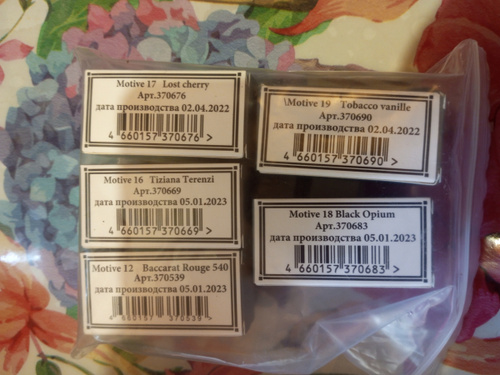 Motive 17 Lost cherry
Арт.370676
дата производства 02.04.2022
4 660157 370676 >
Motive 16 Tiziana Terenzi
Арт.370669
дата производства 05.01.2023
4 660157 370669 >
Motive 12 Baccarat Rouge 540
Арт.370539
дата производства 05.01.2023
4 660157 370539 >
\Motive 19 Tobacco vanille
Арт.370690
дата производства 02.04.2022
4 660157 370690 >
Motive 18 Black Opium
Арт.370683
дата производства 05.01.2023
4 660157 370683 >